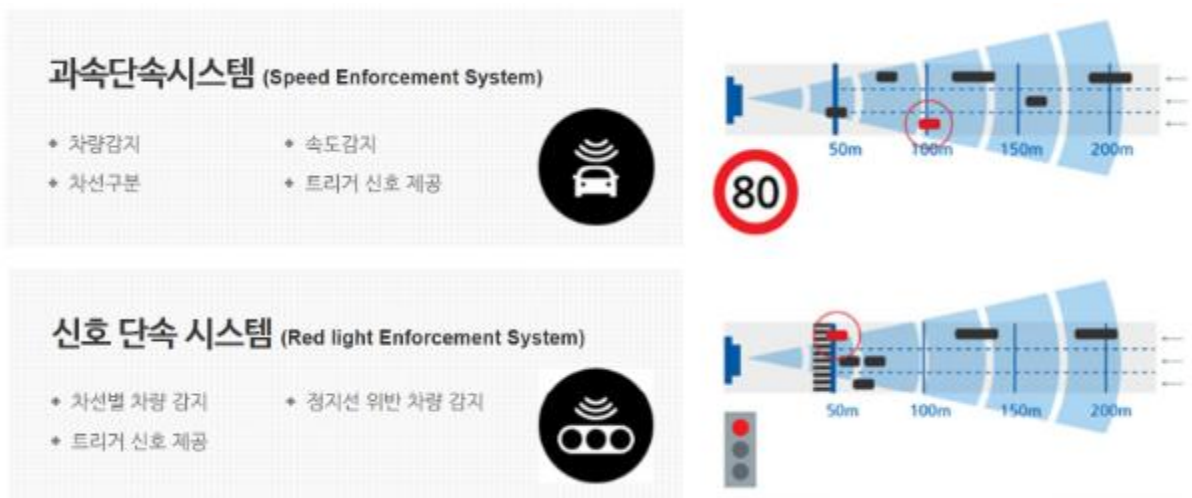 과속단속시스템 (Speed Enforcement System)
◆ 차량감지 ◆ 속도감지
◆ 차선구분 ◆ 트리거 신호 제공
50m 100m 150m 200m
80
신호 단속 시스템 (Red light Enforcement System)
◆ 차선별 차량 감지 ◆ 정지선 위반 차량 감지
◆ 트리거 신호 제공
50m 100m 150m 200m